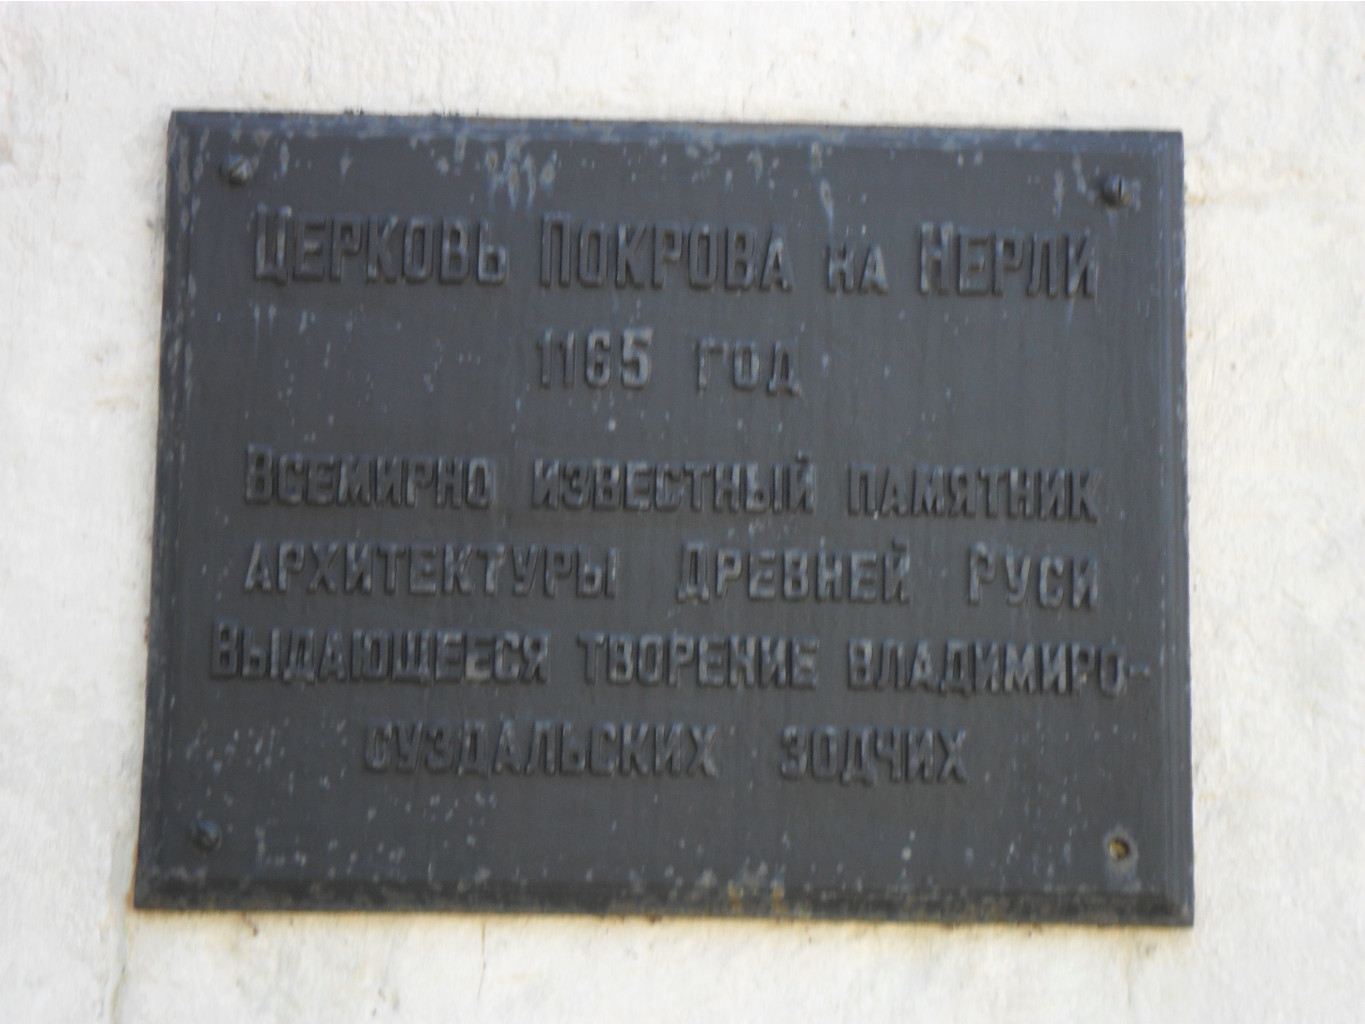 Церковь Покрова на Нерли
1165 год
Всемирно известный памятник
архитектуры Древней Руси
Выдающееся творение владимиро-
суздальских зодчих